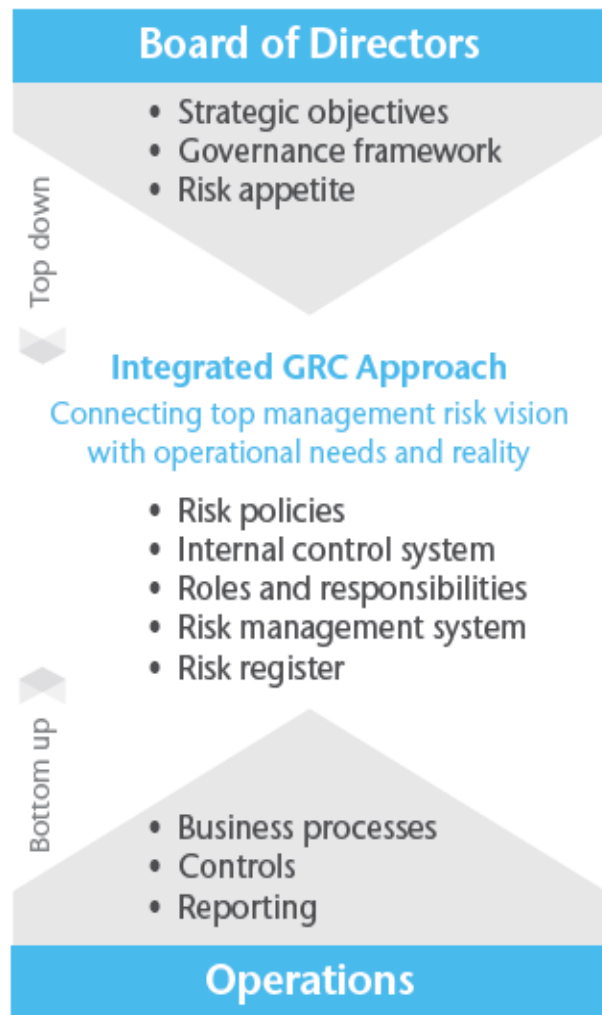 Board of Directors
• Strategic objectives
• Governance framework
• Risk appetite
Top down
Integrated GRC Approach
Connecting top management risk vision
with operational needs and reality
• Risk policies
• Internal control system
• Roles and responsibilities
• Risk management system
• Risk register
Bottom up
• Business processes
• Controls
• Reporting
Operations